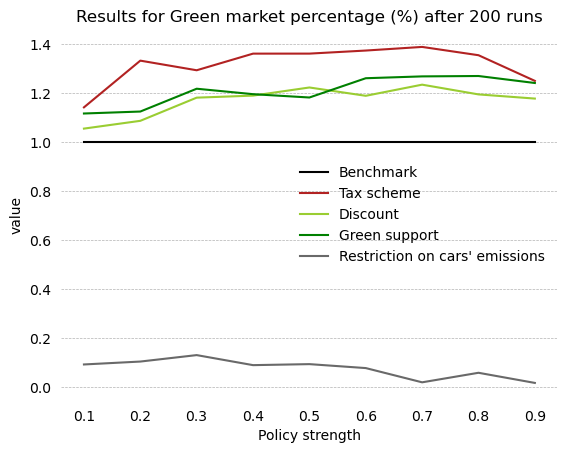 Results for Green market percentage (%) after 200 runs
1.4
1.2
1.0
0.8
0.6
0.4
0.2
0.0
value
Benchmark
Tax scheme
Discount
Green support
Restriction on cars' emissions
0.1 0.2 0.3 0.4 0.5 0.6 0.7 0.8 0.9
Policy strength